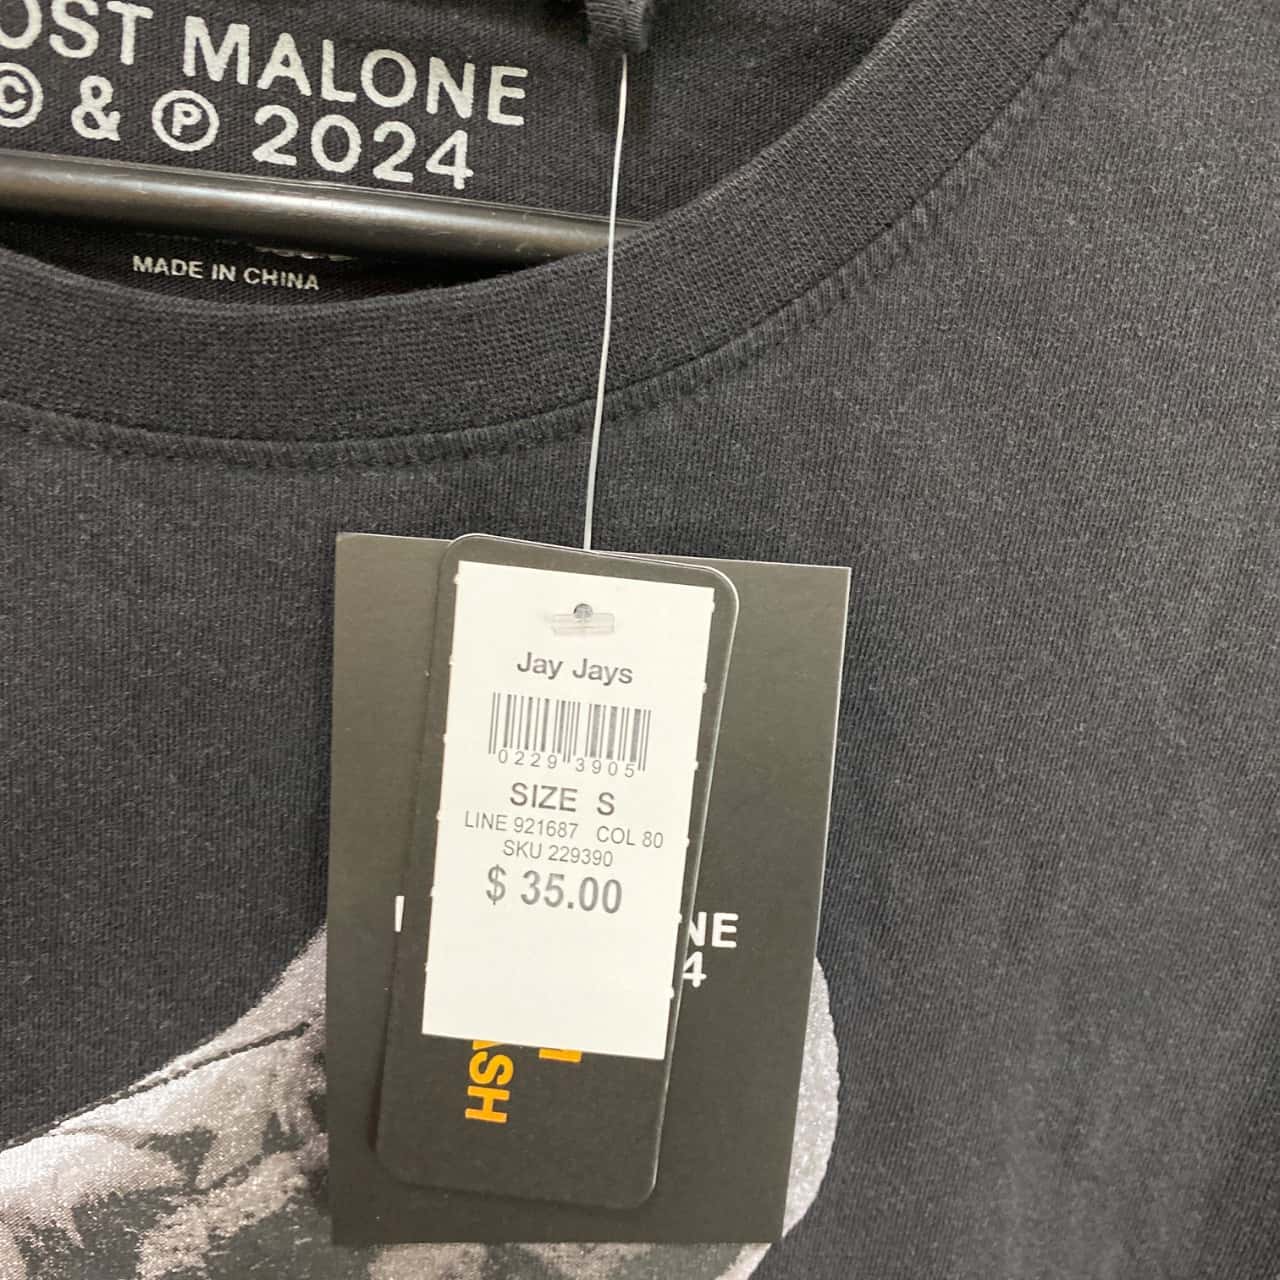 OST MALONE
© & ℗ 2024
MADE IN CHINA
Jay Jays
0229 3905
SIZE S
LINE 921687 COL 80
SKU 229390
$ 35.00
NE
4
SH